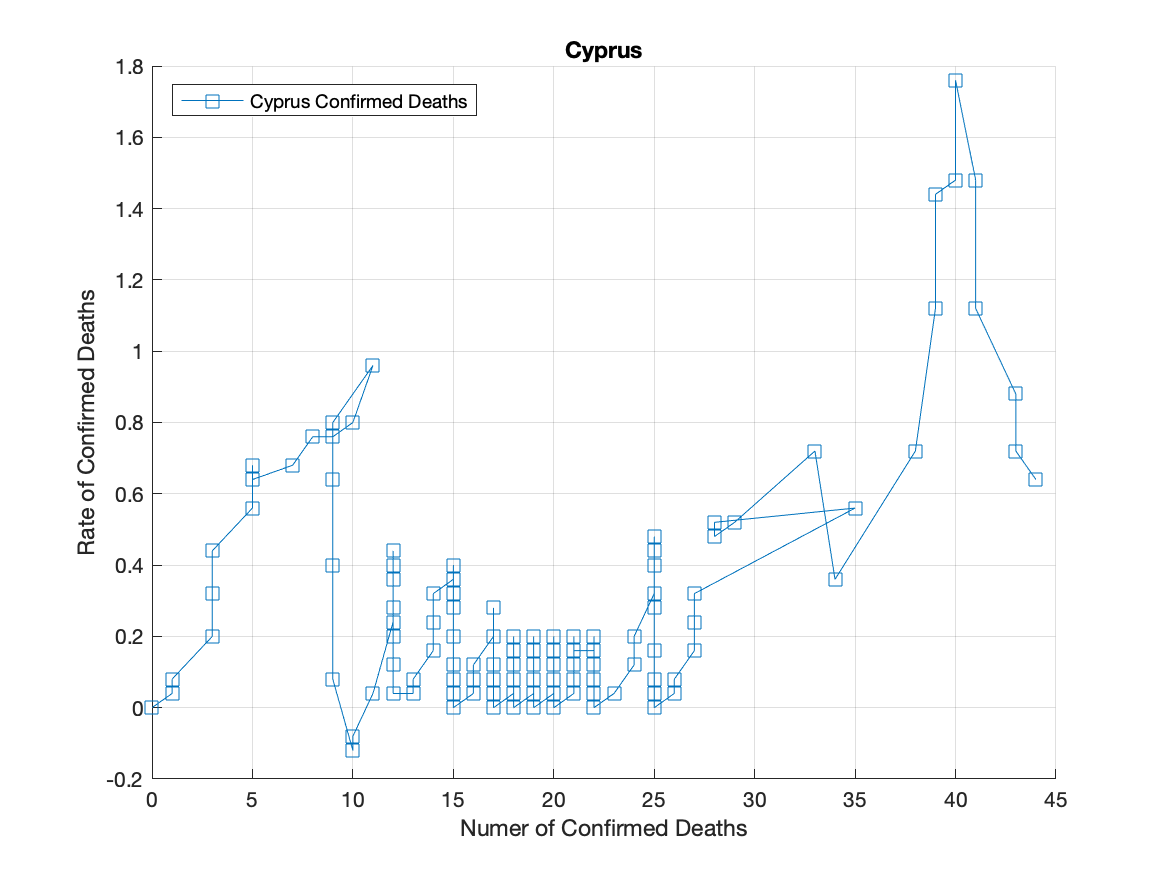 Cyprus
Cyprus Confirmed Deaths
Rate of Confirmed Deaths
1.8
1.6
1.4
1.2
1
0.8
0.6
0.4
0.2
0
-0.2
0 5 10 15 20 25 30 35 40 45
Numer of Confirmed Deaths